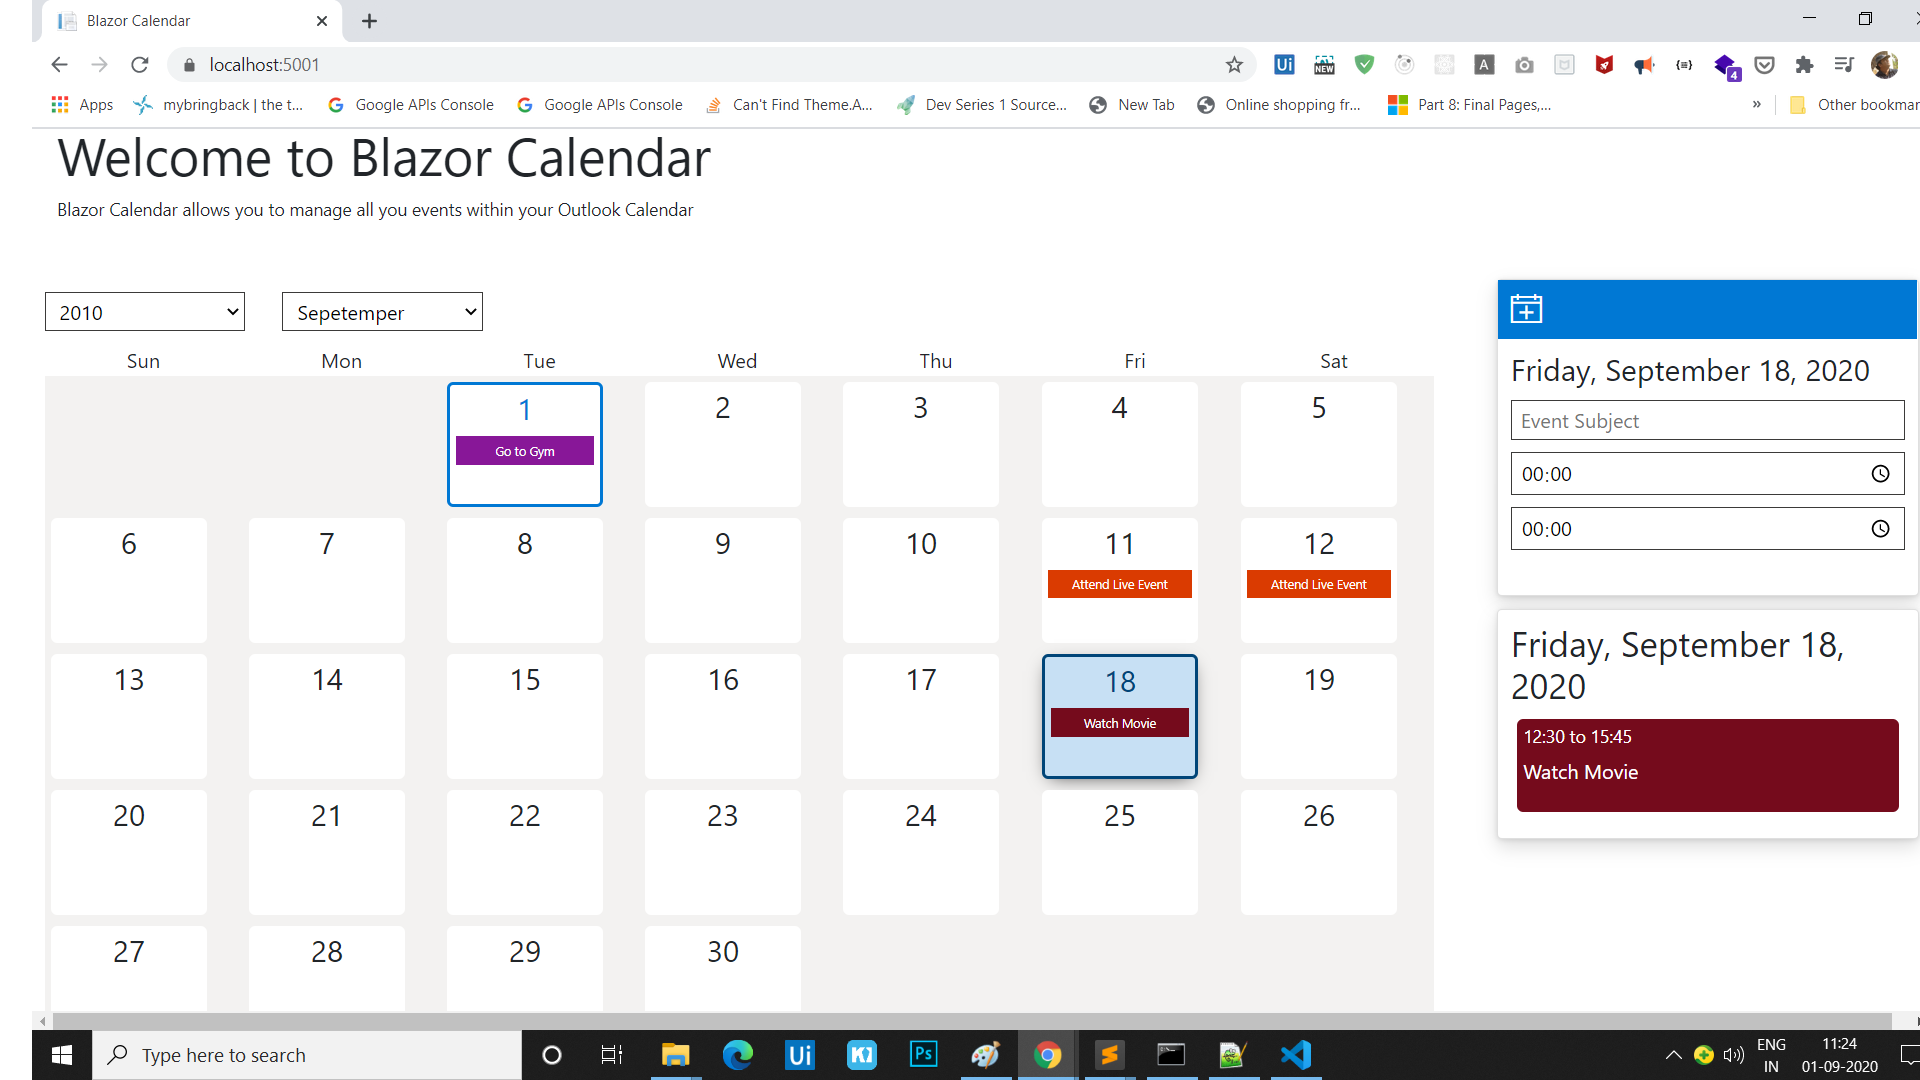 Blazor Calendar
localhost:5001
Ui
NEW
A
{≡}
4
Apps
mybringback | the t...
Google APIs Console
Google APIs Console
Can't Find Theme.A...
Dev Series 1 Source...
New Tab
Online shopping fr...
Part 8: Final Pages,...
»
Other bookmar
Welcome to Blazor Calendar
Blazor Calendar allows you to manage all you events within your Outlook Calendar
2010
Sepetemper
Sun Mon Tue Wed Thu Fri Sat
1 2 3 4 5
Go to Gym
6 7 8 9 10 11 12
Attend Live Event Attend Live Event
13 14 15 16 17 18 19
Watch Movie
20 21 22 23 24 25 26
27 28 29 30
Friday, September 18, 2020
Event Subject
00:00
00:00
Friday, September 18,
2020
12:30 to 15:45
Watch Movie
Type here to search
Ui
K
Ps
ENG
IN
11:24
01-09-2020